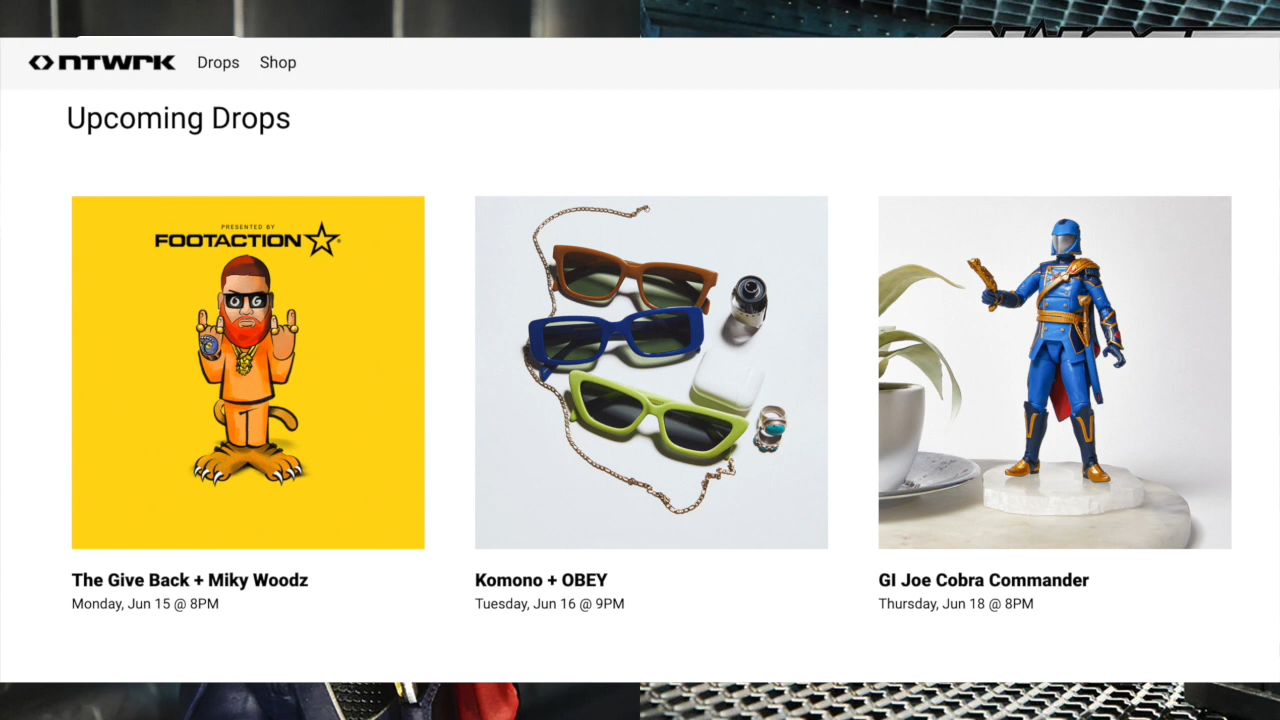 NTWRK Drops Shop
Upcoming Drops
PRESENTED BY
FOOTACTION
The Give Back + Miky Woodz
Monday, Jun 15 @ 8PM
Komono + OBEY
Tuesday, Jun 16 @ 9PM
GI Joe Cobra Commander
Thursday, Jun 18 @ 8PM